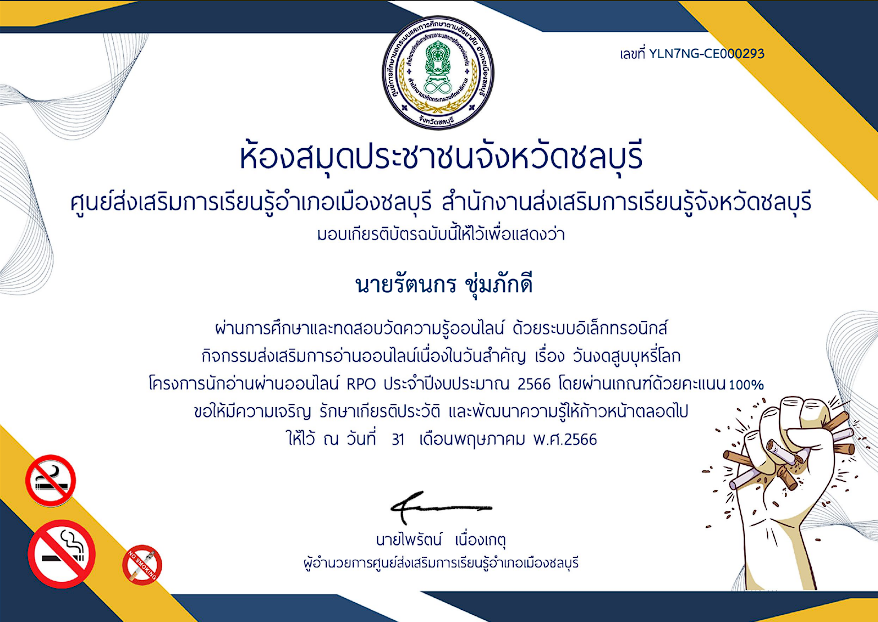 เลขที่ YLN7NG-CE000293
จังหวัดชลบุรี
ห้องสมุดประชาชนจังหวัดชลบุรี
ศูนย์ส่งเสริมการเรียนรู้อำเภอเมืองชลบุรี สำนักงานส่งเสริมการเรียนรู้จังหวัดชลบุรี
มอบเกียรติบัตรฉบับนี้ให้ไว้เพื่อแสดงว่า
นายรัตนกร ชุ่มภักดี
ผ่านการศึกษาและทดสอบวัดความรู้ออนไลน์ ด้วยระบบอิเล็กทรอนิกส์
กิจกรรมส่งเสริมการอ่านออนไลน์เนื่องในวันสำคัญ เรื่อง วันงดสูบบุหรี่โลก
โครงการนักอ่านผ่านออนไลน์ RPO ประจำปีงบประมาณ 2566 โดยผ่านเกณฑ์ด้วยคะแนน 100%
ขอให้มีความเจริญ รักษาเกียรติประวัติ และพัฒนาความรู้ให้ก้าวหน้าตลอดไป
ให้ไว้ ณ วันที่ 31 เดือนพฤษภาคม พ.ศ.2566
นายไพรัตน์ เนื่องเกตุ
ผู้อำนวยการศูนย์ส่งเสริมการเรียนรู้อำเภอเมืองชลบุรี
NO SMOKING